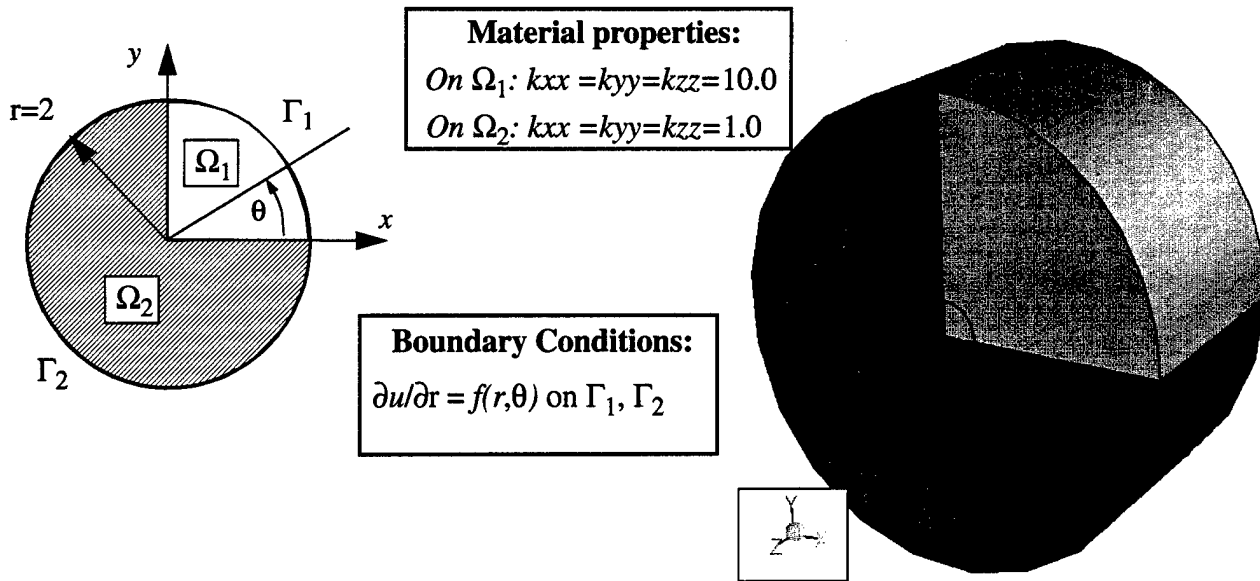 y
r=2
Γ₁
Ω₁
θ
x
Ω₂
Γ₂
Material properties:
On Ω₁: kxx =kyy=kzz=10.0
On Ω₂: kxx =kyy=kzz=1.0
Boundary Conditions:
∂u/∂r = f(r,θ) on Γ₁, Γ₂
Y
Z
X